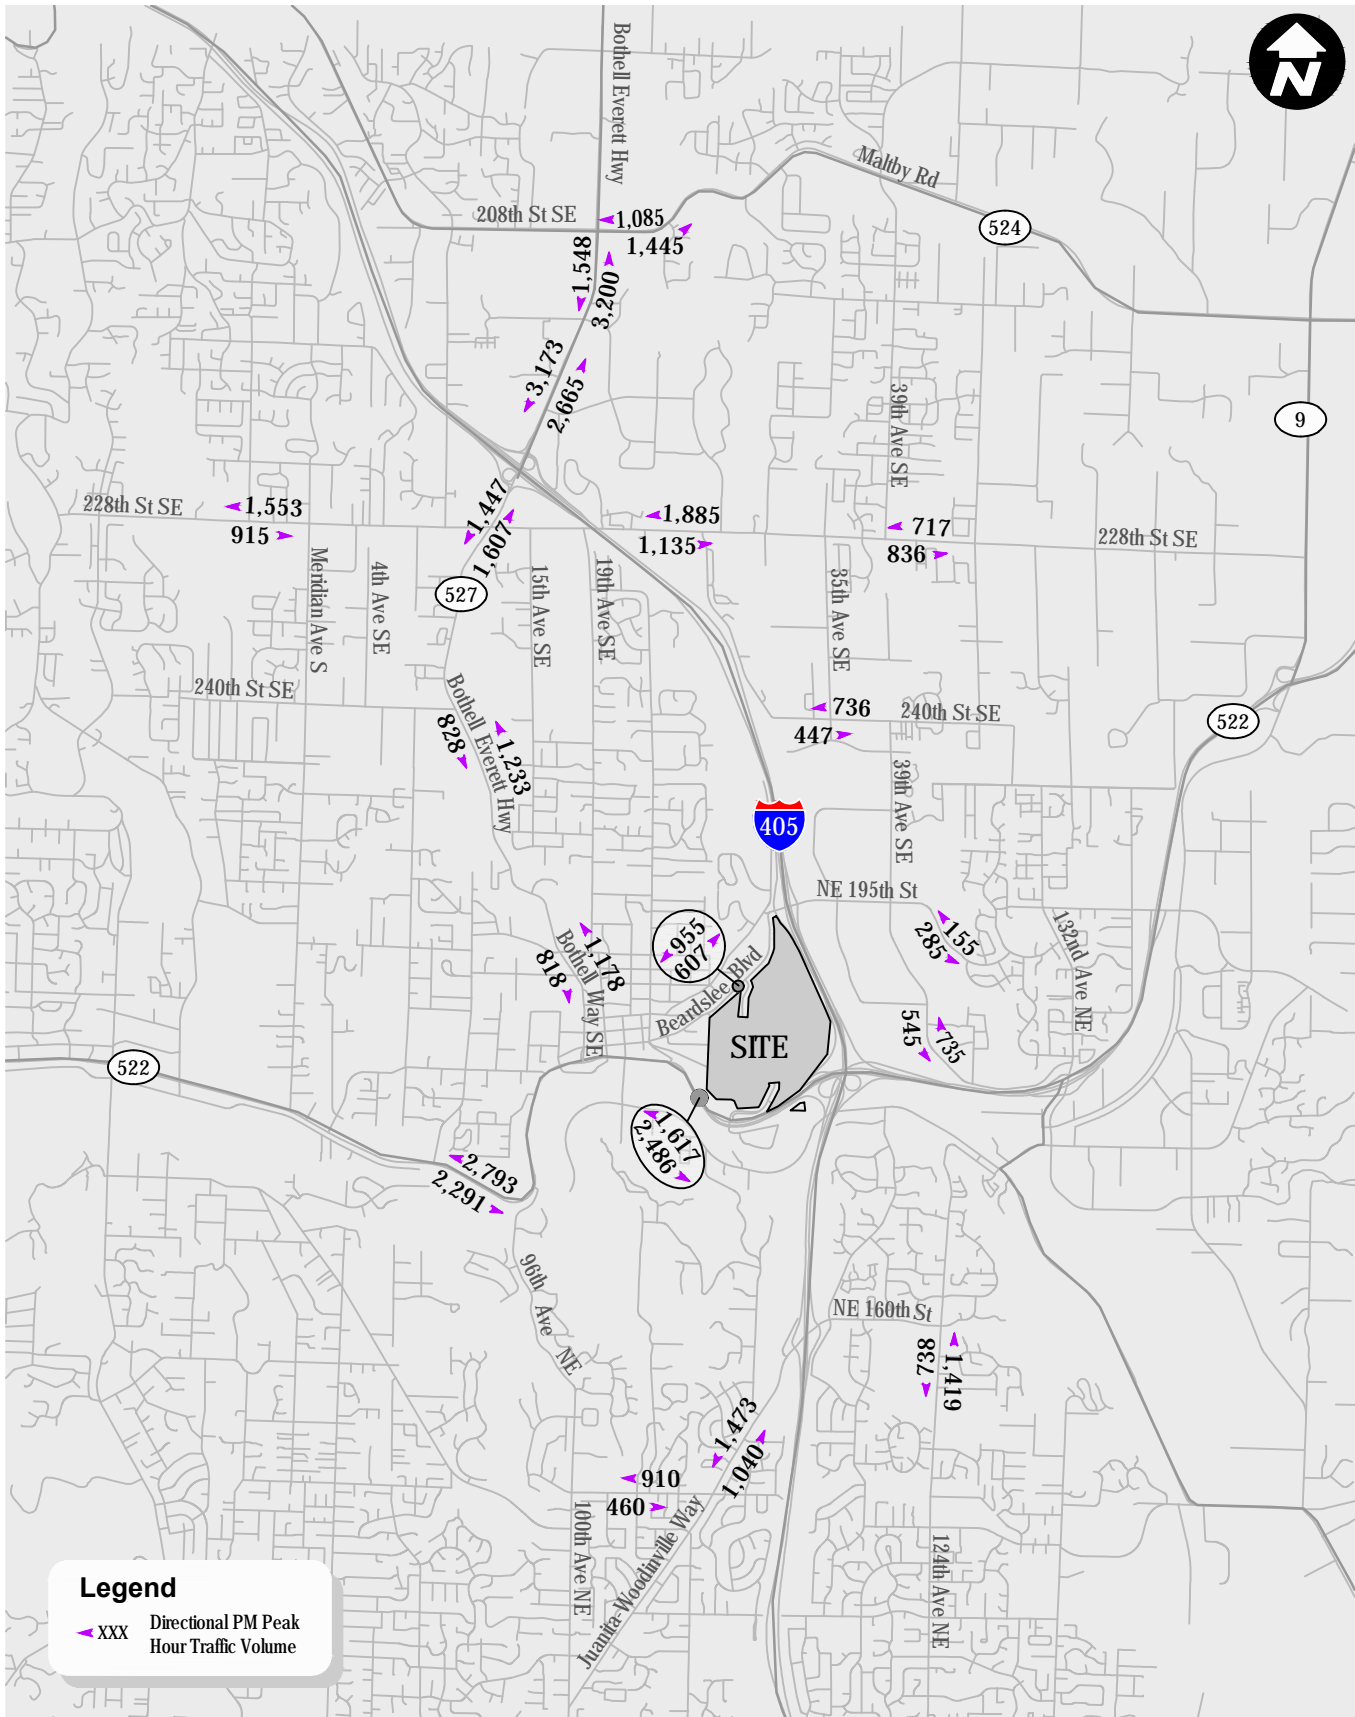 N
Bothell Everett Hwy
Maltby Rd
208th St SE
1,085
1,445
524
1,548
3,200
3,173
2,665
39th Ave SE
9
228th St SE
1,553
915
1,447
1,607
1,885
1,135
717
836
228th St SE
Meridian Ave S
4th Ave SE
527
15th Ave SE
19th Ave SE
35th Ave SE
240th St SE
736
447
240th St SE
522
Bothell Everett Hwy
828
1,233
39th Ave SE
405
NE 195th St
155
285
132nd Ave NE
955
607
1,178
818
Bothell Way SE
Beardslee Blvd
SITE
545
735
522
1,617
2,486
2,793
2,291
96th Ave NE
NE 160th St
837
1,419
1,473
1,040
910
460
100th Ave NE
Juanita-Woodinville Way
124th Ave NE
Legend
XXX
Directional PM Peak
Hour Traffic Volume